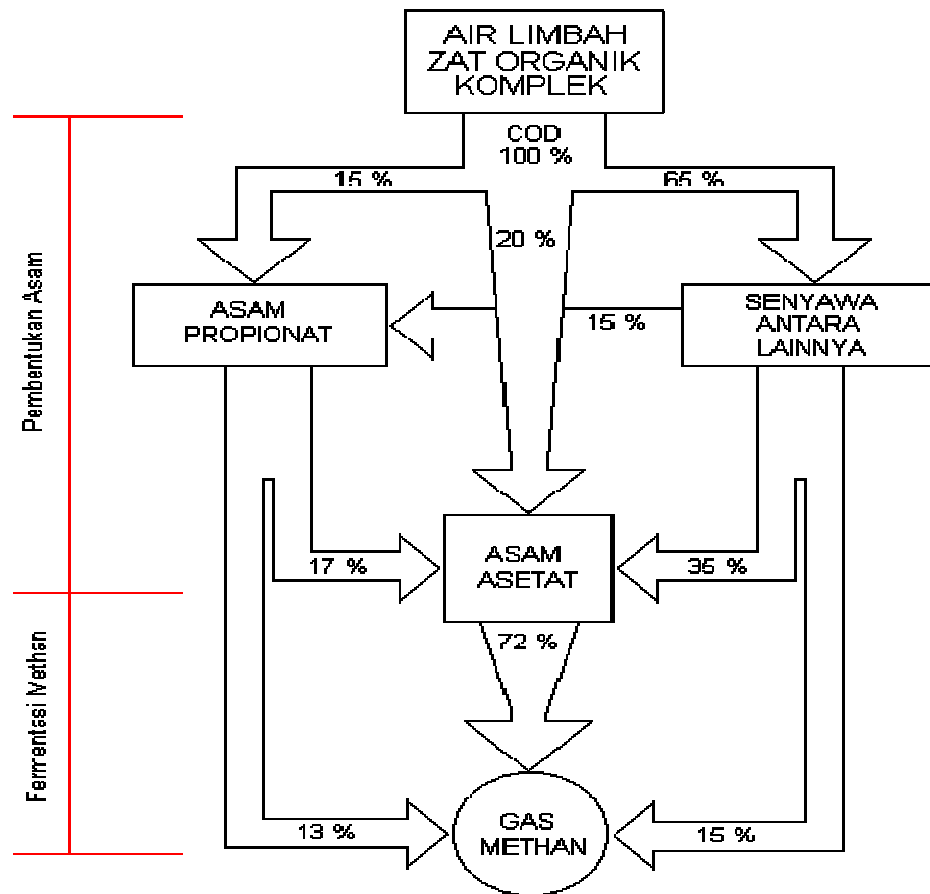 AIR LIMBAH
ZAT ORGANIK
KOMPLEK
COD
100 %
15 %
65 %
20 %
ASAM
PROPIONAT
15 %
SENYAWA
ANTARA
LAINNYA
Pembentukan Asam
17 %
ASAM
ASETAT
35 %
72 %
Fermentasi Methan
13 %
GAS
METHAN
15 %